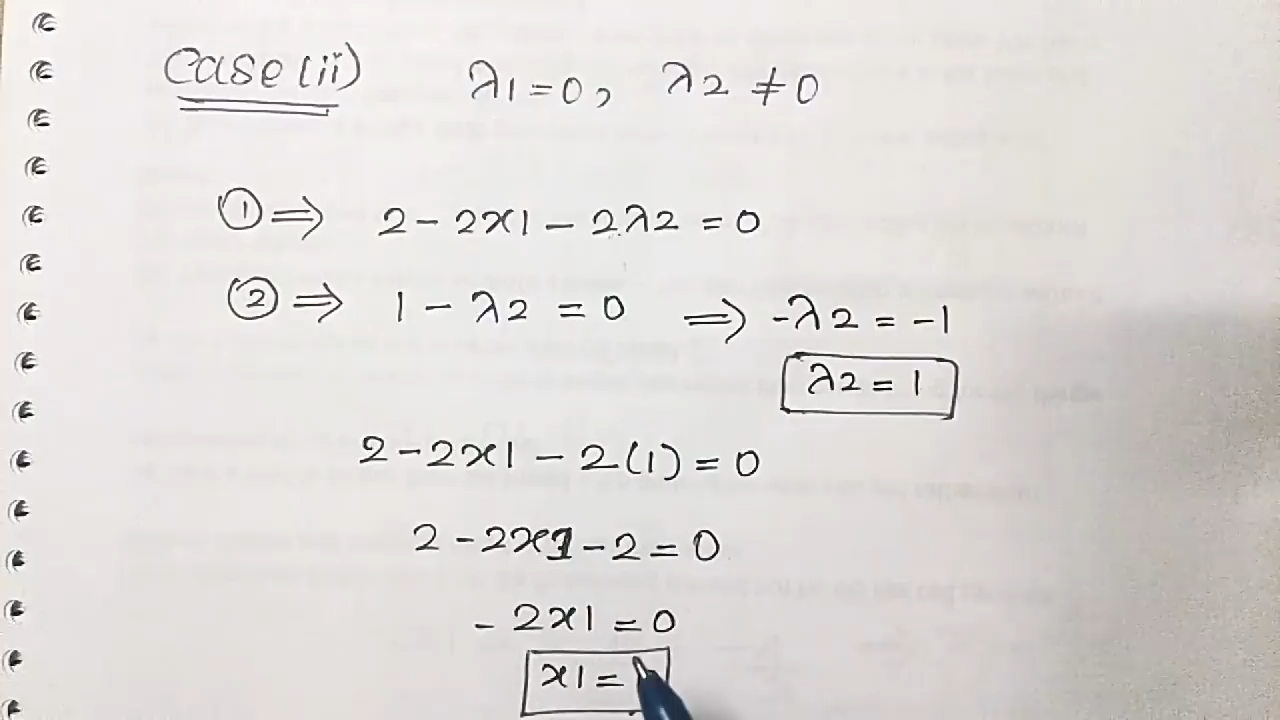 Case(ii) λ1=0, λ2 ≠ 0
① ⇒ 2 - 2x1 - 2λ2 = 0
② ⇒ 1 - λ2 = 0 ⇒ -λ2 = -1
λ2 = 1
2 - 2x1 - 2(1) = 0
2 - 2x1 - 2 = 0
- 2x1 = 0
x1 =